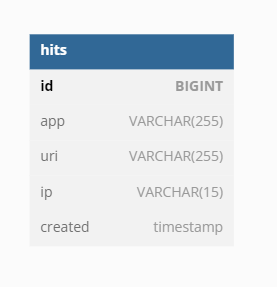 hits
id BIGINT
app VARCHAR(255)
uri VARCHAR(255)
ip VARCHAR(15)
created timestamp